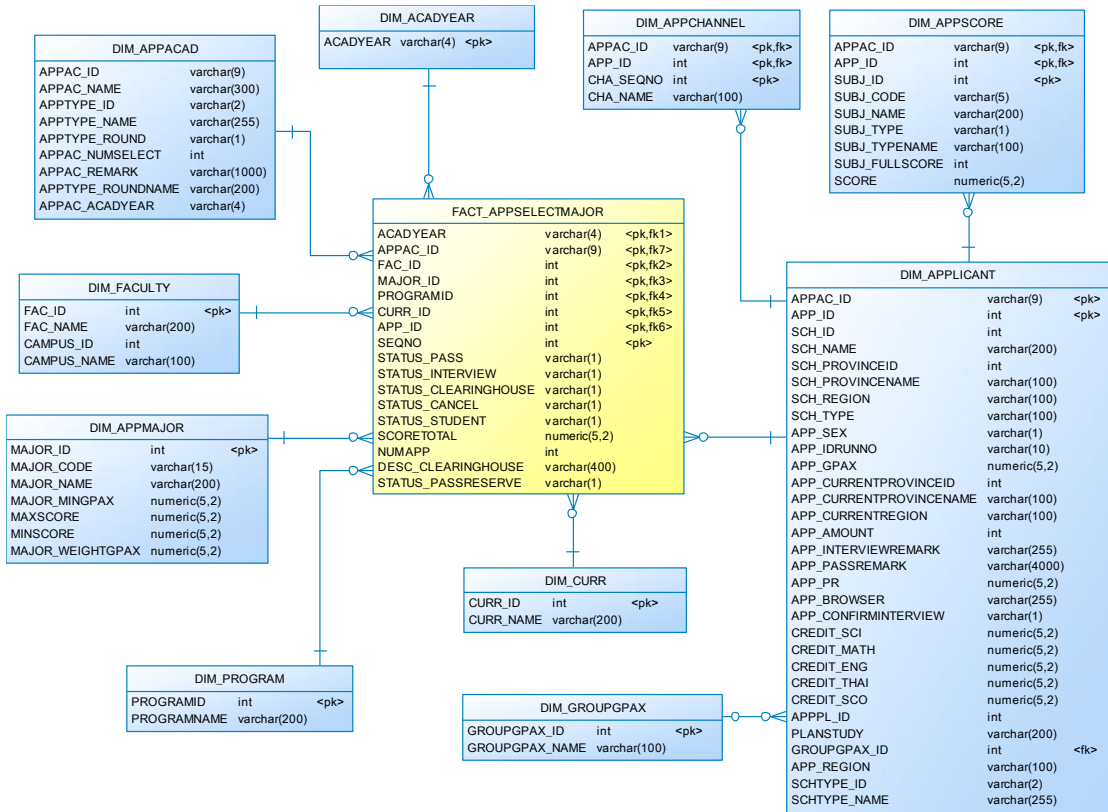 DIM_ACADYEAR
ACADYEAR varchar(4) <pk>
DIM_APPCHANNEL
APPAC_ID varchar(9) <pk,fk>
APP_ID int <pk,fk>
CHA_SEQNO int <pk>
CHA_NAME varchar(100)
DIM_APPSCORE
APPAC_ID varchar(9) <pk,fk>
APP_ID int <pk,fk>
SUBJ_ID int <pk>
SUBJ_CODE varchar(5)
SUBJ_NAME varchar(200)
SUBJ_TYPE varchar(1)
SUBJ_TYPENAME varchar(100)
SUBJ_FULLSCORE int
SCORE numeric(5,2)
DIM_APPACAD
APPAC_ID varchar(9)
APPAC_NAME varchar(300)
APPTYPE_ID varchar(2)
APPTYPE_NAME varchar(255)
APPTYPE_ROUND varchar(1)
APPAC_NUMSELECT int
APPAC_REMARK varchar(1000)
APPTYPE_ROUNDNAME varchar(200)
APPAC_ACADYEAR varchar(4)
FACT_APPSELECTMAJOR
ACADYEAR varchar(4) <pk,fk1>
APPAC_ID varchar(9) <pk,fk7>
FAC_ID int <pk,fk2>
MAJOR_ID int <pk,fk3>
PROGRAMID int <pk,fk4>
CURR_ID int <pk,fk5>
APP_ID int <pk,fk6>
SEQNO int <pk>
STATUS_PASS varchar(1)
STATUS_INTERVIEW varchar(1)
STATUS_CLEARINGHOUSE varchar(1)
STATUS_CANCEL varchar(1)
STATUS_STUDENT varchar(1)
SCORETOTAL numeric(5,2)
NUMAPP int
DESC_CLEARINGHOUSE varchar(400)
STATUS_PASSRESERVE varchar(1)
DIM_FACULTY
FAC_ID int <pk>
FAC_NAME varchar(200)
CAMPUS_ID int
CAMPUS_NAME varchar(100)
DIM_APPLICANT
APPAC_ID varchar(9) <pk>
APP_ID int <pk>
SCH_ID int
SCH_NAME varchar(200)
SCH_PROVINCEID int
SCH_PROVINCENAME varchar(100)
SCH_REGION varchar(100)
SCH_TYPE varchar(100)
APP_SEX varchar(1)
APP_IDRUNNO varchar(10)
APP_GPAX numeric(5,2)
APP_CURRENTPROVINCEID int
APP_CURRENTPROVINCENAME varchar(100)
APP_CURRENTREGION varchar(100)
APP_AMOUNT int
APP_INTERVIEWREMARK varchar(255)
APP_PASSREMARK varchar(4000)
APP_PR numeric(5,2)
APP_BROWSER varchar(255)
APP_CONFIRMINTERVIEW varchar(1)
CREDIT_SCI numeric(5,2)
CREDIT_MATH numeric(5,2)
CREDIT_ENG numeric(5,2)
CREDIT_THAI numeric(5,2)
CREDIT_SCO numeric(5,2)
APPPL_ID int
PLANSTUDY varchar(200)
GROUPGPAX_ID int <fk>
APP_REGION varchar(100)
SCHTYPE_ID varchar(2)
SCHTYPE_NAME varchar(255)
DIM_APPMAJOR
MAJOR_ID int <pk>
MAJOR_CODE varchar(15)
MAJOR_NAME varchar(200)
MAJOR_MINGPAX numeric(5,2)
MAXSCORE numeric(5,2)
MINSCORE numeric(5,2)
MAJOR_WEIGHTGPAX numeric(5,2)
DIM_CURR
CURR_ID int <pk>
CURR_NAME varchar(200)
DIM_PROGRAM
PROGRAMID int <pk>
PROGRAMNAME varchar(200)
DIM_GROUPGPAX
GROUPGPAX_ID int <pk>
GROUPGPAX_NAME varchar(100)